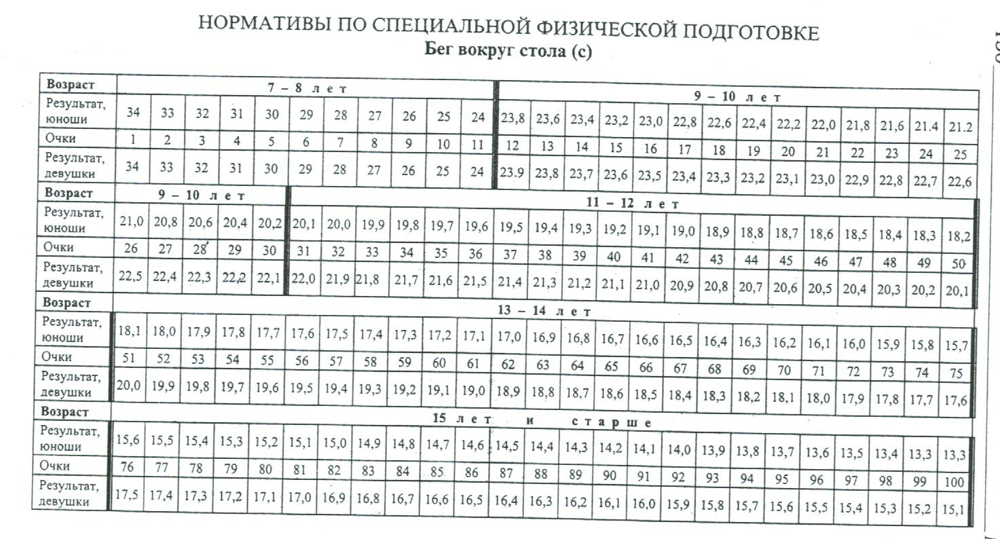 НОРМАТИВЫ ПО СПЕЦИАЛЬНОЙ ФИЗИЧЕСКОЙ ПОДГОТОВКЕ
Бег вокруг стола (с)
Возраст 7 – 8 лет 9 – 10 лет
Результат, юноши 34 33 32 31 30 29 28 27 26 25 24 23,8 23,6 23,4 23,2 23,0 22,8 22,6 22,4 22,2 22,0 21,8 21,6 21.4 21.2
Очки 1 2 3 4 5 6 7 8 9 10 11 12 13 14 15 16 17 18 19 20 21 22 23 24 25
Результат, девушки 34 33 32 31 30 29 28 27 26 25 24 23.9 23,8 23,7 23,6 23,5 23,4 23,3 23,2 23,1 23,0 22,9 22,8 22,7 22,6
Возраст 9 – 10 лет 11 – 12 лет
Результат, юноши 21,0 20,8 20,6 20,4 20,2 20,1 20,0 19,9 19,8 19,7 19,6 19,5 19,4 19,3 19,2 19,1 19,0 18,9 18,8 18,7 18,6 18,5 18,4 18,3 18,2
Очки 26 27 28 29 30 31 32 33 34 35 36 37 38 39 40 41 42 43 44 45 46 47 48 49 50
Результат, девушки 22,5 22,4 22,3 22,2 22,1 22,0 21,9 21,8 21,7 21,6 21,5 21,4 21,3 21,2 21,1 21,0 20,9 20,8 20,7 20,6 20,5 20,4 20,3 20,2 20,1
Возраст 13 – 14 лет
Результат, юноши 18,1 18,0 17,9 17,8 17,7 17,6 17,5 17,4 17,3 17,2 17,1 17,0 16,9 16,8 16,7 16,6 16,5 16,4 16,3 16,2 16,1 16,0 15,9 15,8 15,7
Очки 51 52 53 54 55 56 57 58 59 60 61 62 63 64 65 66 67 68 69 70 71 72 73 74 75
Результат, девушки 20,0 19,9 19,8 19,7 19,6 19,5 19,4 19,3 19,2 19,1 19,0 18,9 18,8 18,7 18,6 18,5 18,4 18,3 18,2 18,1 18,0 17,9 17,8 17,7 17,6
Возраст 15 лет и старше
Результат, юноши 15,6 15,5 15,4 15,3 15,2 15,1 15,0 14,9 14,8 14,7 14,6 14,5 14,4 14,3 14,2 14,1 14,0 13,9 13,8 13,7 13,6 13,5 13,4 13,3 13,3
Очки 76 77 78 79 80 81 82 83 84 85 86 87 88 89 90 91 92 93 94 95 96 97 98 99 100
Результат, девушки 17,5 17,4 17,3 17,2 17,1 17,0 16,9 16,8 16,7 16,6 16,5 16,4 16,3 16,2 16,1 16,0 15,9 15,8 15,7 15,6 15,5 15,4 15,3 15,2 15,1